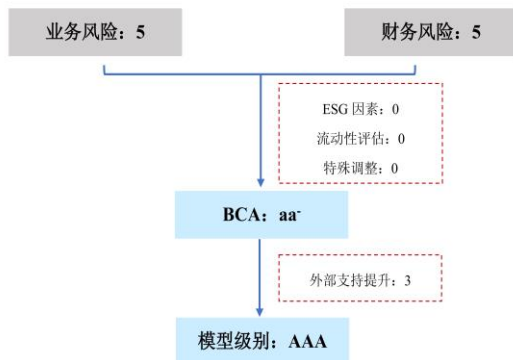 业务风险：5
财务风险：5
ESG 因素：0
流动性评估：0
特殊调整：0
BCA：aa-
外部支持提升：3
模型级别：AAA